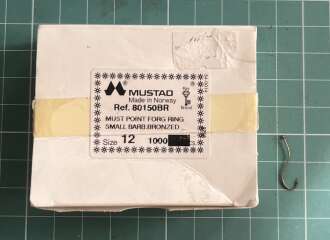 MUSTAD
Made in Norway
Ref. 80150BR
MUST POINT FORG RING
SMALL BARB.BRONZED
Size 12 1000